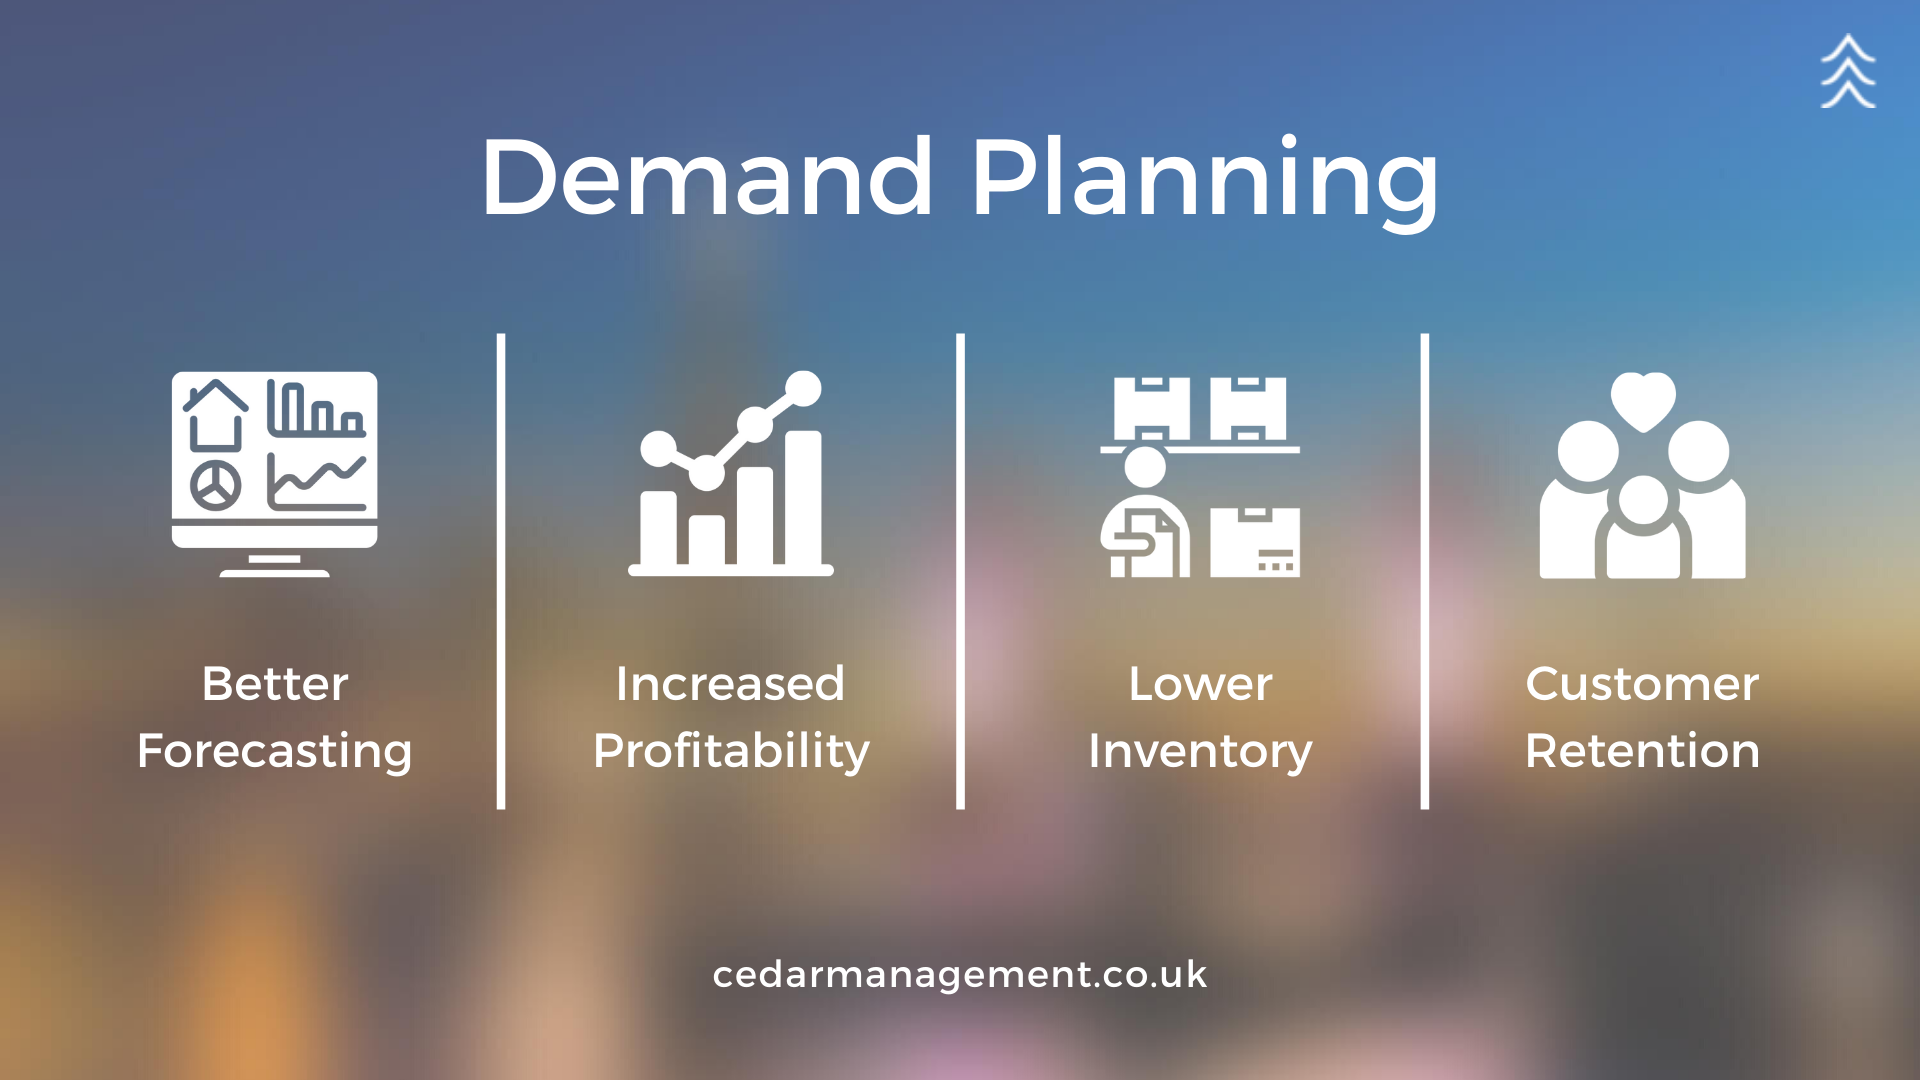 Demand Planning
Better
Forecasting
Increased
Profitability
Lower
Inventory
Customer
Retention
cedarmanagement.co.uk